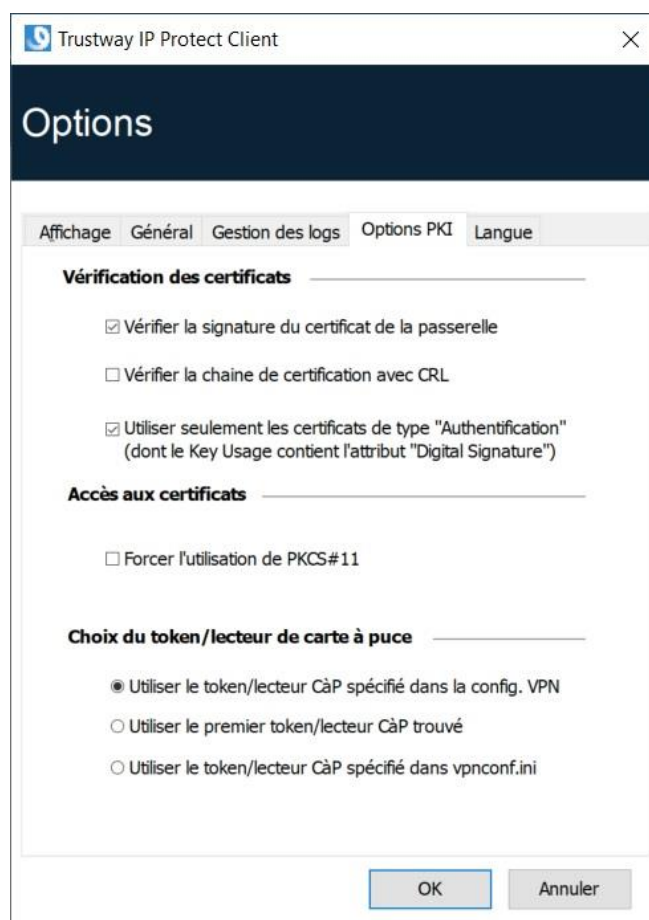 Trustway IP Protect Client
Options
Affichage Général Gestion des logs Options PKI Langue
Vérification des certificats
Vérifier la signature du certificat de la passerelle
Vérifier la chaine de certification avec CRL
Utiliser seulement les certificats de type "Authentification"
(dont le Key Usage contient l'attribut "Digital Signature")
Accès aux certificats
Forcer l'utilisation de PKCS#11
Choix du token/lecteur de carte à puce
Utiliser le token/lecteur CàP spécifié dans la config. VPN
Utiliser le premier token/lecteur CàP trouvé
Utiliser le token/lecteur CàP spécifié dans vpnconf.ini
OK Annuler